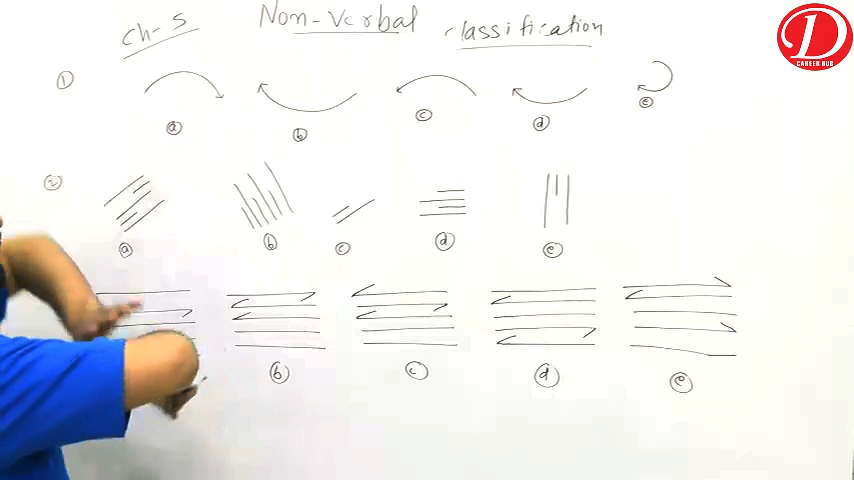 ch-5 Non-Verbal classification
D
CAREER HUB
1
a b c d e
2
a b c d e
b c d e